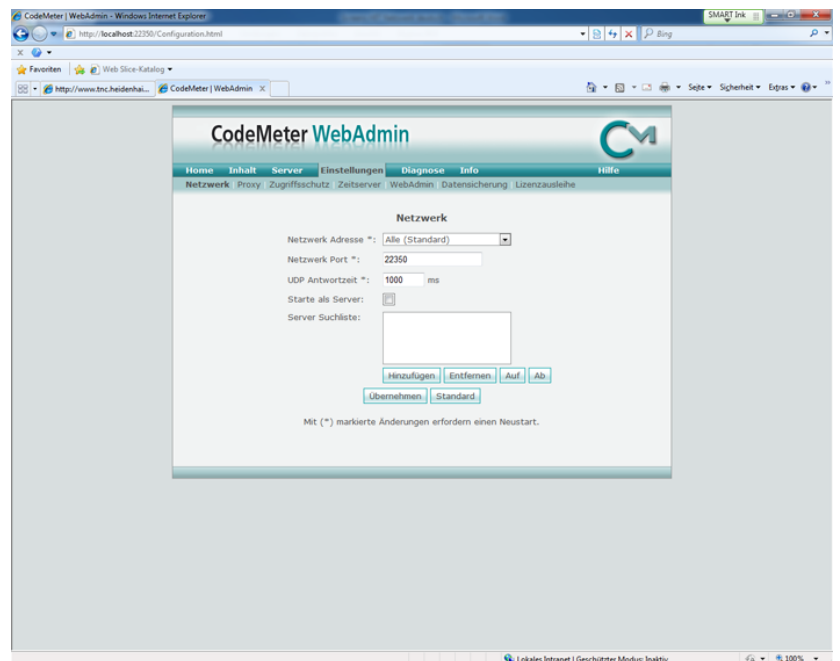 CodeMeter | WebAdmin - Windows Internet Explorer
SMART Ink
http://localhost:22350/Configuration.html
Bing
x
Favoriten Web Slice-Katalog
http://www.tnc.heidenhai... CodeMeter | WebAdmin X
Seite Sicherheit Extras
CodeMeter WebAdmin
CM
Home Inhalt Server Einstellungen Diagnose Info Hilfe
Netzwerk Proxy Zugriffsschutz Zeitserver WebAdmin Datensicherung Lizenzausleihe
Netzwerk
Netzwerk Adresse *: Alle (Standard)
Netzwerk Port *: 22350
UDP Antwortzeit *: 1000 ms
Starte als Server:
Server Suchliste:
Hinzufügen Entfernen Auf Ab
Übernehmen Standard
Mit (*) markierte Änderungen erfordern einen Neustart.
Lokales Intranet | Geschützter Modus: Inaktiv 100%